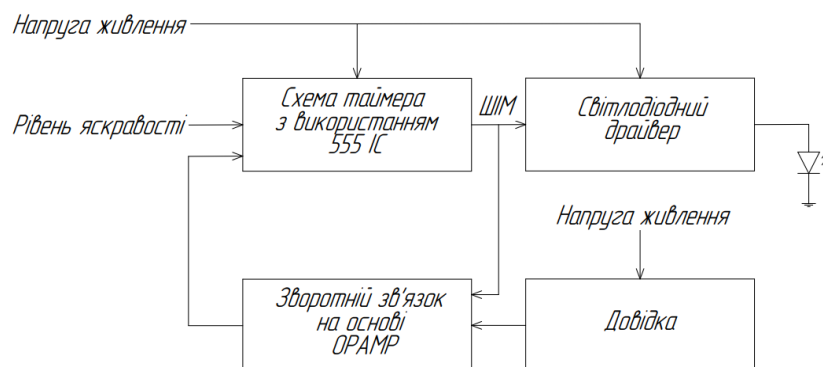 Напруга живлення
Схема таймера
з використанням
555 IC
ШІМ
Світлодіодний
драйвер
Рівень яскравості
Напруга живлення
Зворотній зв'язок
на основі
OPAMP
Довідка